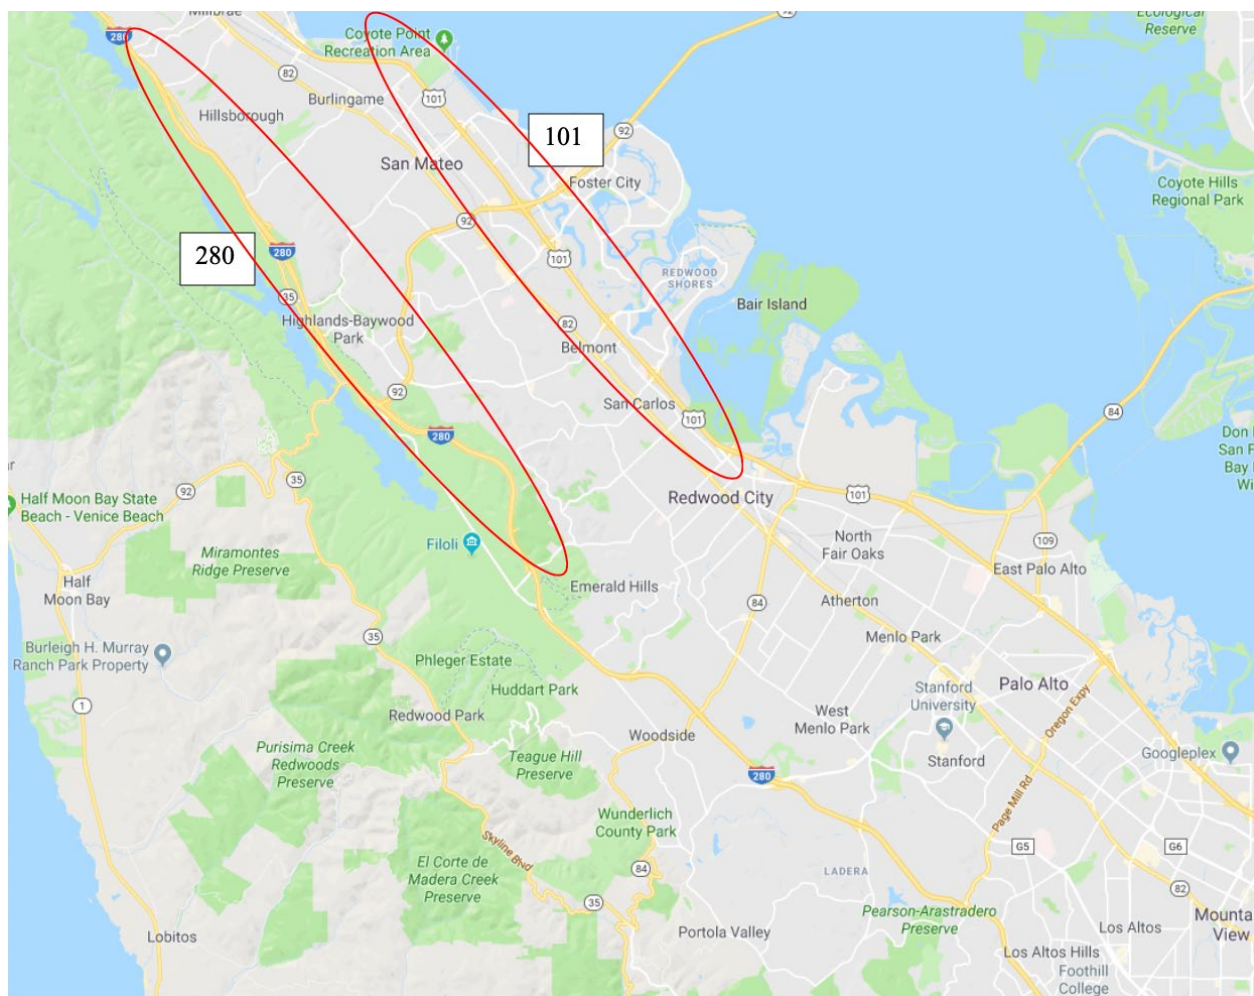 Millbrae
280
Coyote Point
Recreation Area
92
Ecological
Reserve
82
Burlingame
101
Hillsborough
101
92
San Mateo
Foster City
Coyote Hills
Regional Park
92
280
280
101
REDWOOD
SHORES
35
Bair Island
Highlands-Baywood
Park
82
Belmont
92
San Carlos
101
84
280
Don
San F
Bay
Wi
35
92
Half Moon Bay State
Beach - Venice Beach
Redwood City
101
Filoli
North
Fair Oaks
109
Miramontes
Ridge Preserve
East Palo Alto
Half
Moon Bay
Emerald Hills
84
Atherton
35
Menlo Park
Burleigh H. Murray
Ranch Park Property
Phleger Estate
Huddart Park
Stanford
University
Palo Alto
1
Redwood Park
West
Menlo Park
Oregon Expy
Woodside
Purisima Creek
Redwoods
Preserve
Teague Hill
Preserve
Stanford
Googleplex
280
Page Mill Rd
Wunderlich
County Park
Skyline Blvd
G5
G6
El Corte de
Madera Creek
Preserve
84
LADERA
82
35
Pearson-Arastradero
Preserve
Mounta
View
Lobitos
Portola Valley
Los Altos
Los Altos Hills
Foothill
College